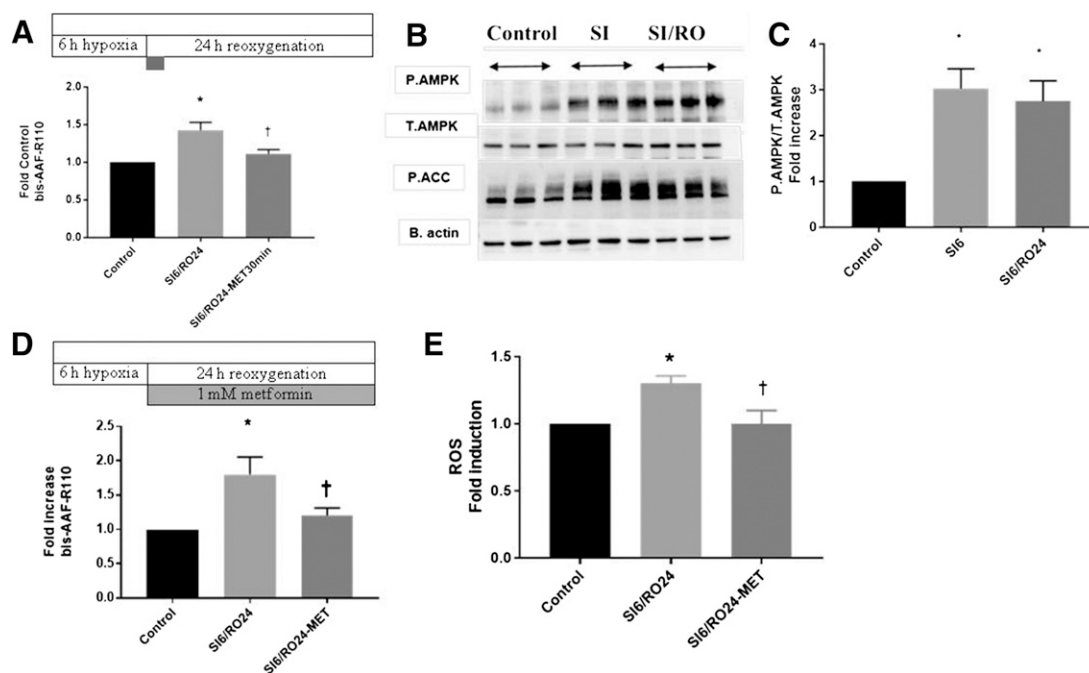 A
6 h hypoxia 24 h reoxygenation
Fold Control
bis-AAF-R110
2.0
1.5
1.0
0.5
0.0
*
†
Control
SI6/RO24
SI6/RO24-MET30min
B
Control SI SI/RO
P.AMPK
T.AMPK
P.ACC
B. actin
C
P.AMPK/T.AMPK
Fold increase
4
3
2
1
0
Control
SI6
SI6/RO24
D
6 h hypoxia 24 h reoxygenation
1 mM metformin
Fold increase
bis-AAF-R110
2.5
2.0
1.5
1.0
0.5
0.0
*
†
Control
SI6/RO24
SI6/RO24-MET
E
ROS
Fold induction
1.5
1.0
0.5
0.0
*
†
Control
SI6/RO24
SI6/RO24-MET